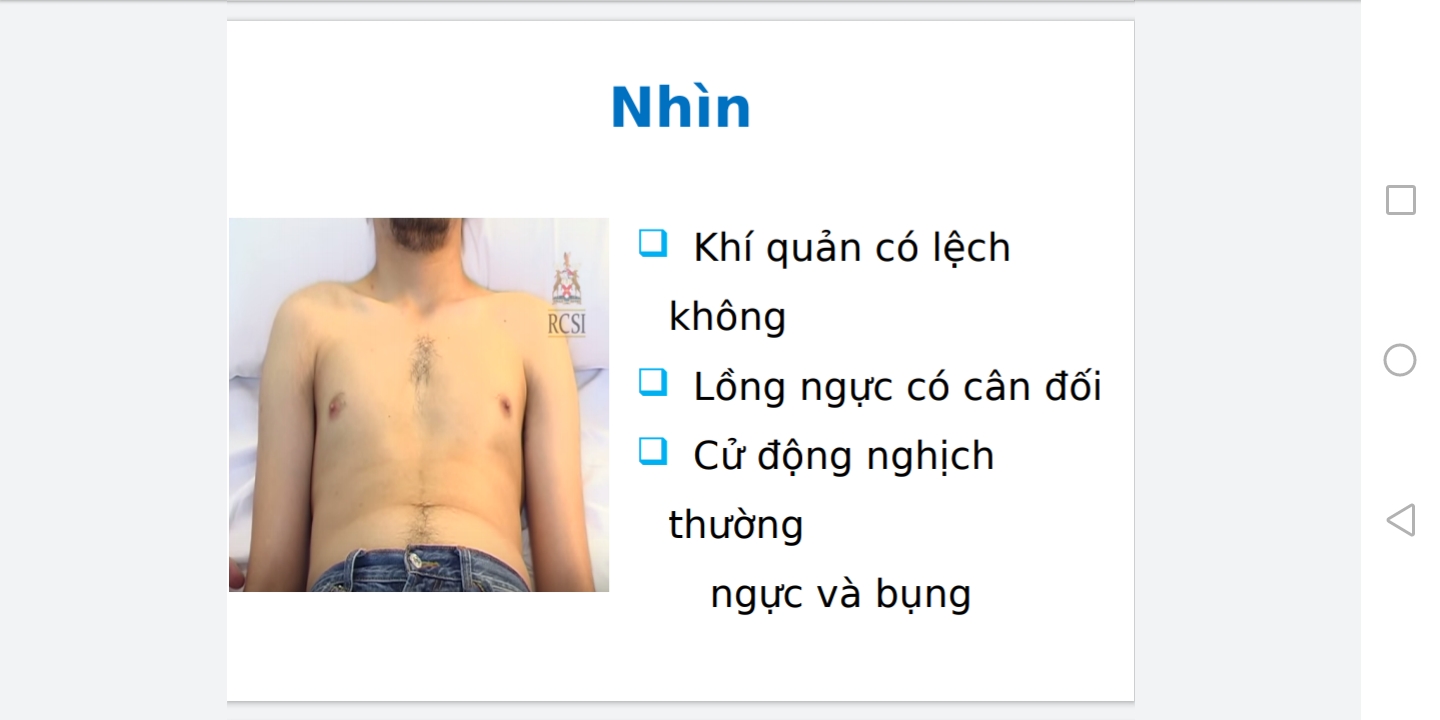 Nhìn
RCSI
Khí quản có lệch
không
Lồng ngực có cân đối
Cử động nghịch
thường
ngực và bụng